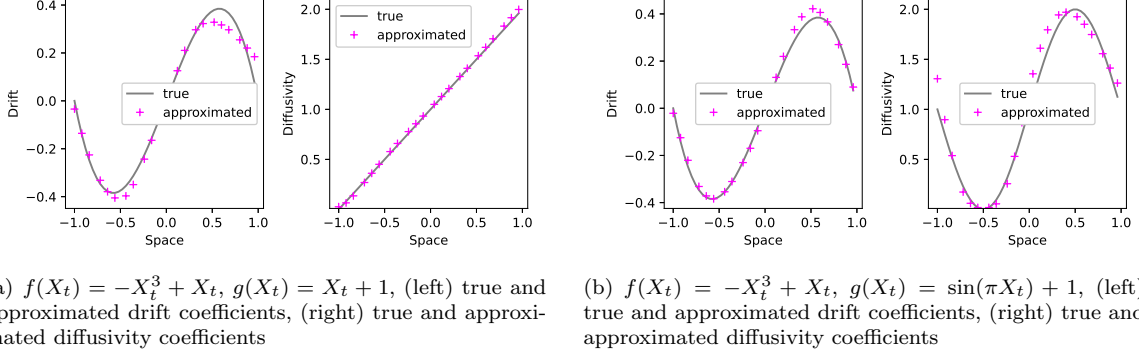 Drift
0.4
0.2
0.0
−0.2
−0.4
true
approximated
−1.0 −0.5 0.0 0.5 1.0
Space
Diffusivity
2.0
1.5
1.0
0.5
true
approximated
−1.0 −0.5 0.0 0.5 1.0
Space
Drift
0.4
0.2
0.0
−0.2
−0.4
true
approximated
−1.0 −0.5 0.0 0.5 1.0
Space
Diffusivity
2.0
1.5
1.0
0.5
true
approximated
−1.0 −0.5 0.0 0.5 1.0
Space
) f(X_t) = −X_t^3 + X_t, g(X_t) = X_t + 1, (left) true and
pproximated drift coefficients, (right) true and approxi-
nated diffusivity coefficients
(b) f(X_t) = −X_t^3 + X_t, g(X_t) = sin(πX_t) + 1, (left)
true and approximated drift coefficients, (right) true and
approximated diffusivity coefficients